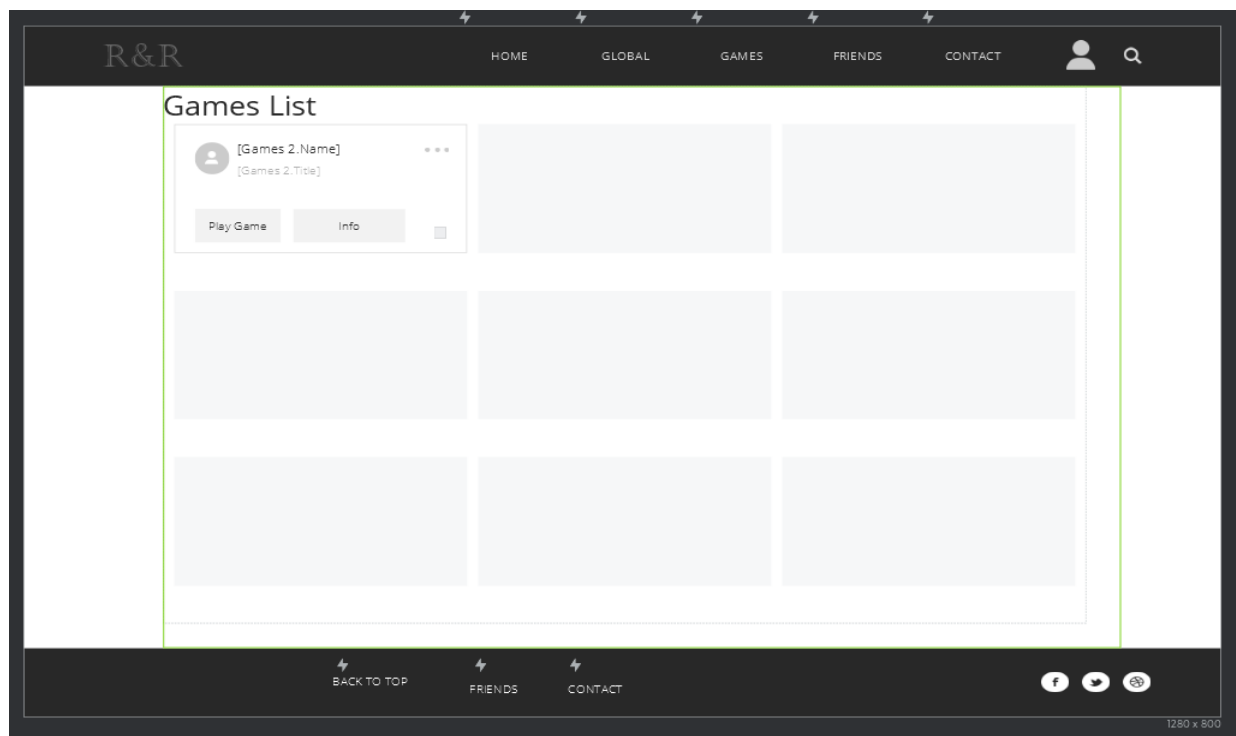 R&R
HOME GLOBAL GAMES FRIENDS CONTACT
Games List
[Games 2.Name]
[Games 2.Title]
Play Game Info
BACK TO TOP FRIENDS CONTACT
1280 x 800